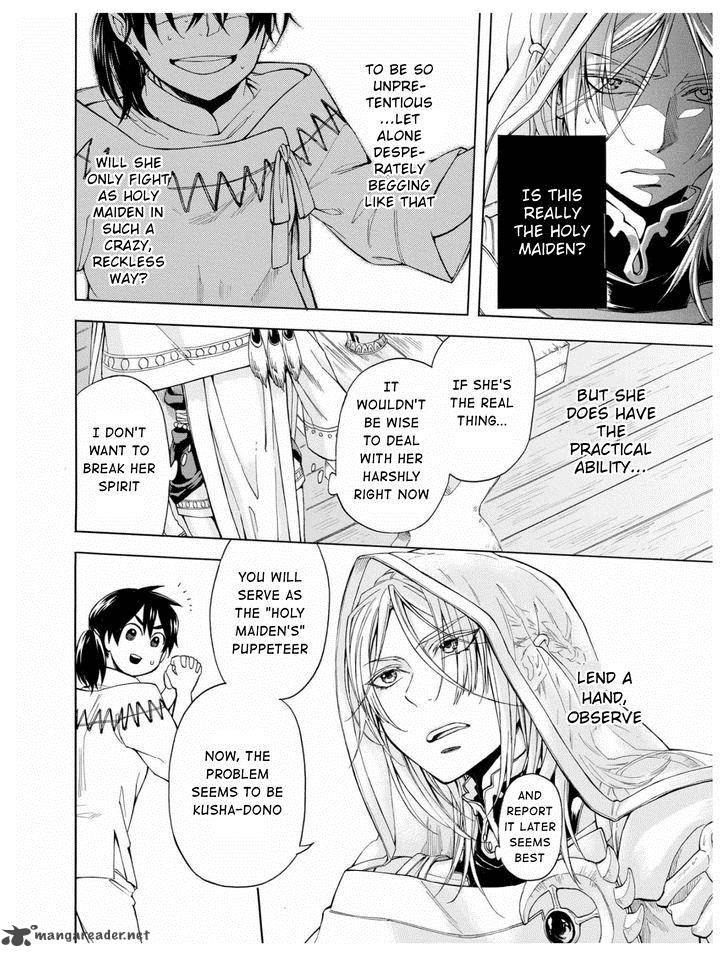 IS THIS
REALLY
THE HOLY
MAIDEN?
TO BE SO
UNPRE-
TENTIOUS
...LET
ALONE
DESPE-
RATELY
BEGGING
LIKE THAT
WILL SHE
ONLY FIGHT
AS HOLY
MAIDEN IN
SUCH A
CRAZY,
RECKLESS
WAY?
BUT SHE
DOES HAVE
THE
PRACTICAL
ABILITY...
IF SHE'S
THE REAL
THING...
IT
WOULDN'T
BE WISE
TO DEAL
WITH HER
HARSHLY
RIGHT NOW
I DON'T
WANT TO
BREAK HER
SPIRIT
LEND A
HAND,
OBSERVE
AND
REPORT
IT LATER
SEEMS
BEST
YOU WILL
SERVE AS
THE "HOLY
MAIDEN'S"
PUPPETEER
NOW, THE
PROBLEM
SEEMS TO BE
KUSHA-DONO
mangareader.net